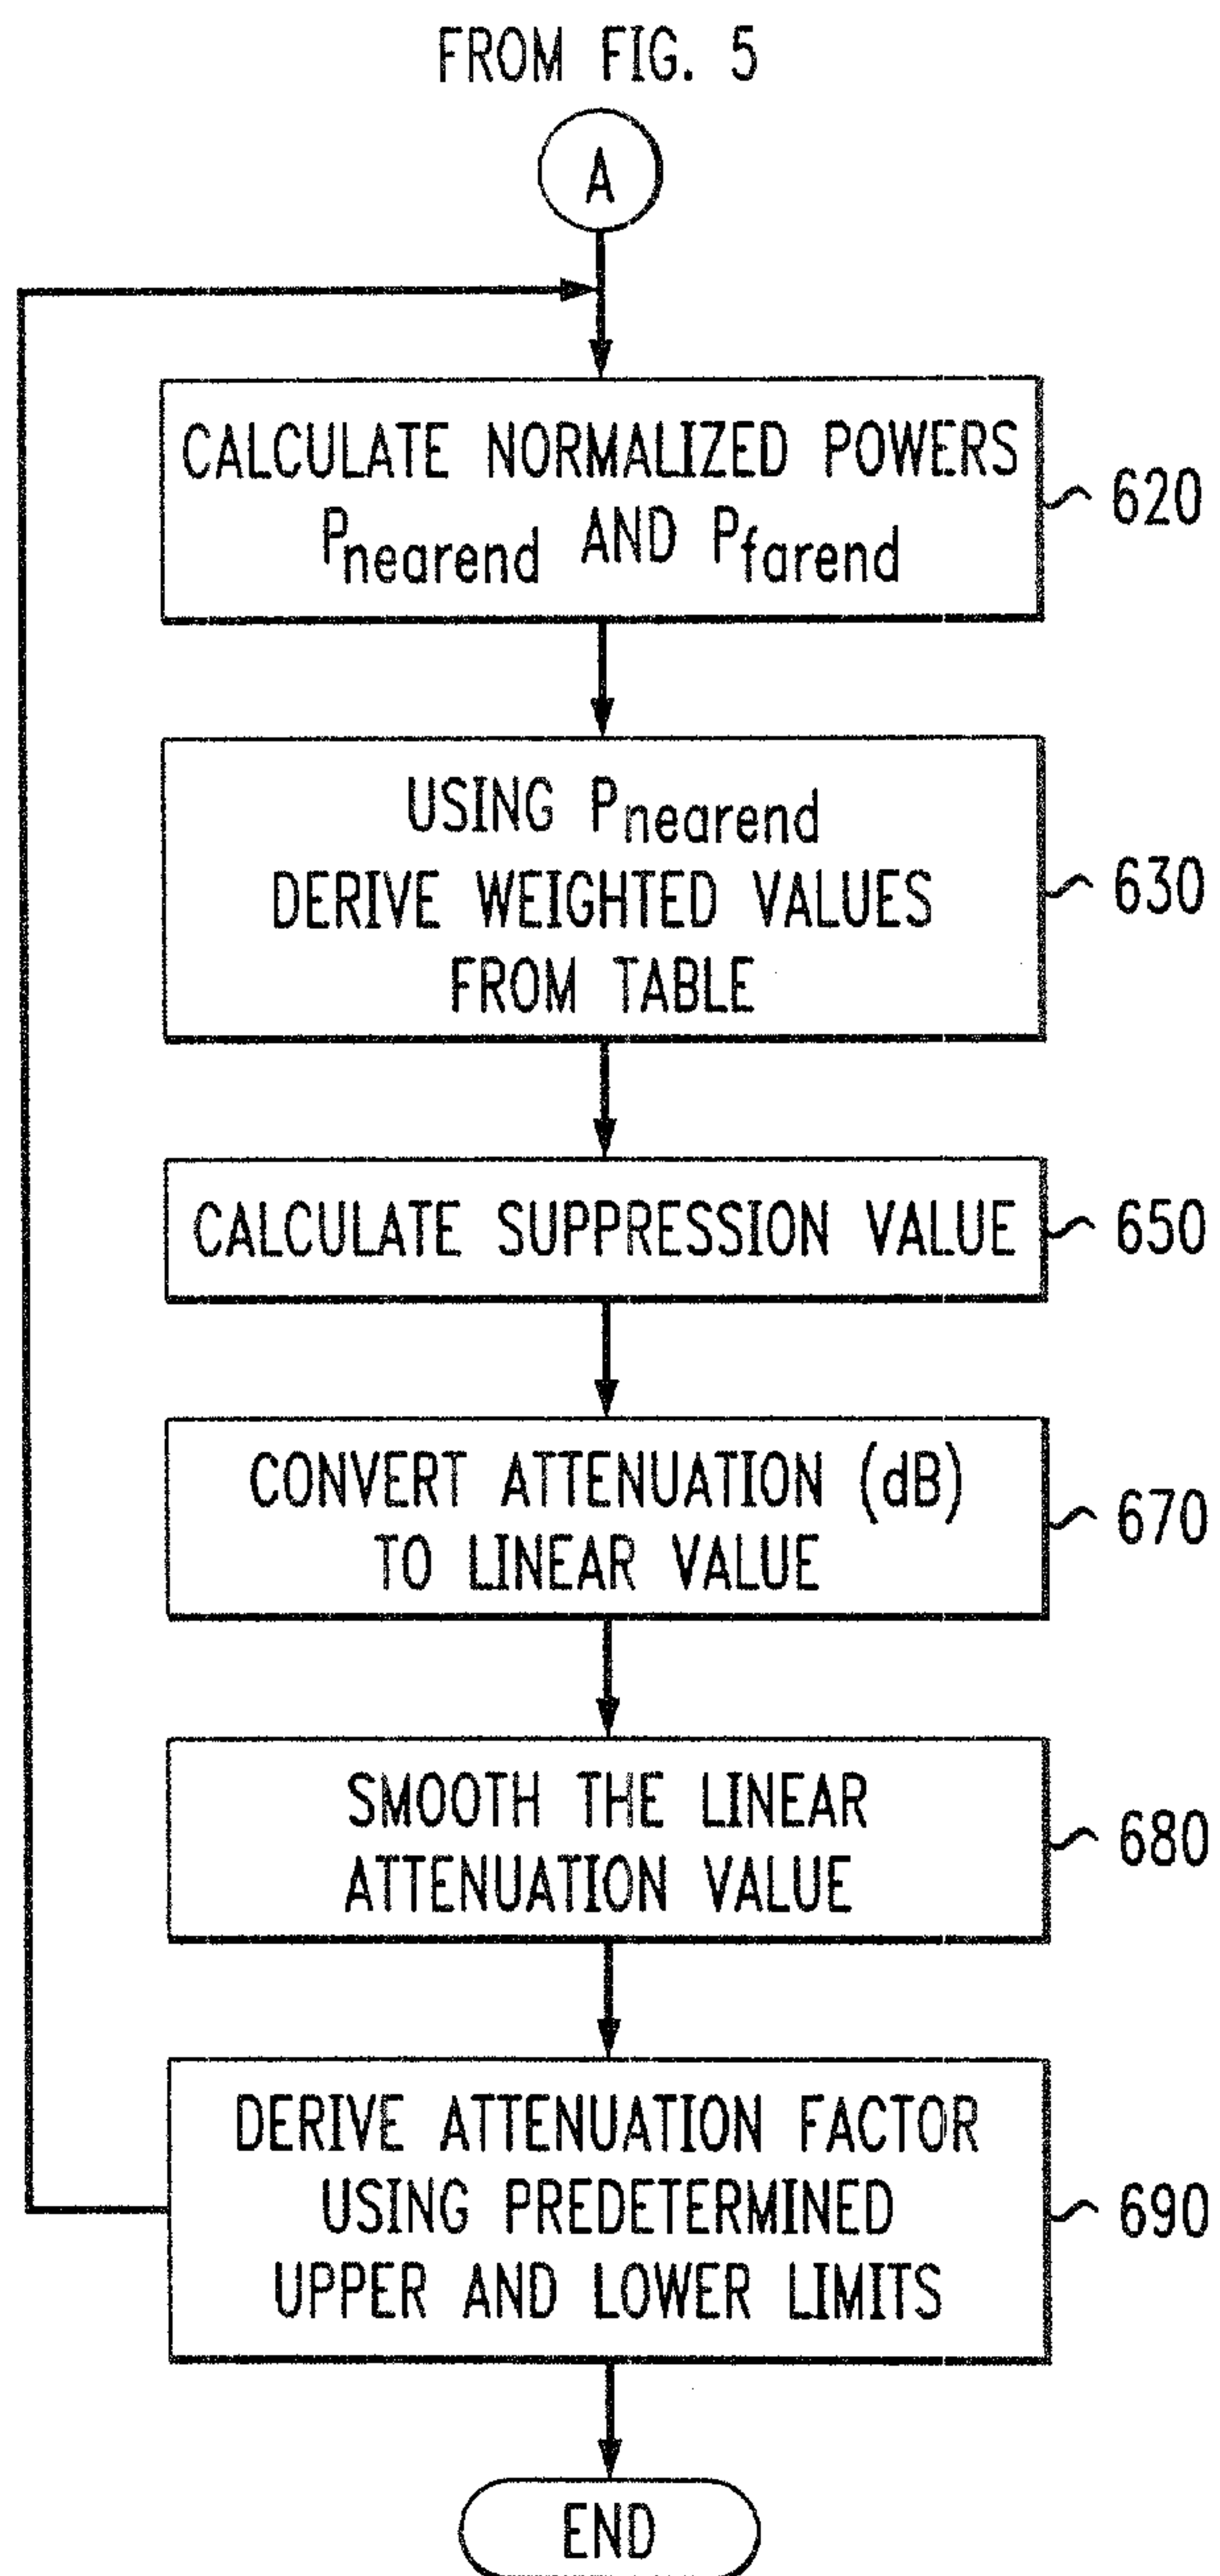 FROM FIG. 5
A
CALCULATE NORMALIZED POWERS
Pnearend AND Pfarend
620
USING Pnearend
DERIVE WEIGHTED VALUES
FROM TABLE
630
CALCULATE SUPPRESSION VALUE
650
CONVERT ATTENUATION (dB)
TO LINEAR VALUE
670
SMOOTH THE LINEAR
ATTENUATION VALUE
680
DERIVE ATTENUATION FACTOR
USING PREDETERMINED
UPPER AND LOWER LIMITS
690
END